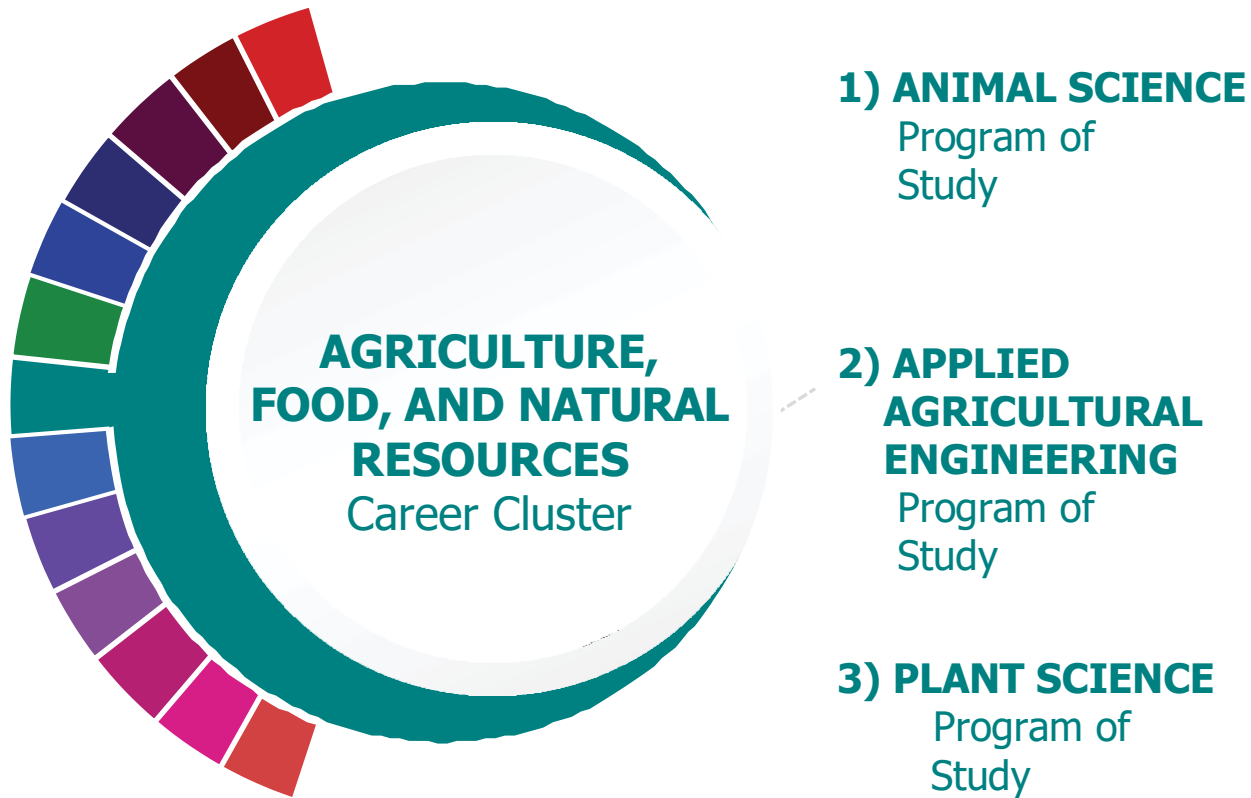 AGRICULTURE,
FOOD, AND NATURAL
RESOURCES
Career Cluster
1) ANIMAL SCIENCE
Program of
Study
2) APPLIED
AGRICULTURAL
ENGINEERING
Program of
Study
3) PLANT SCIENCE
Program of
Study